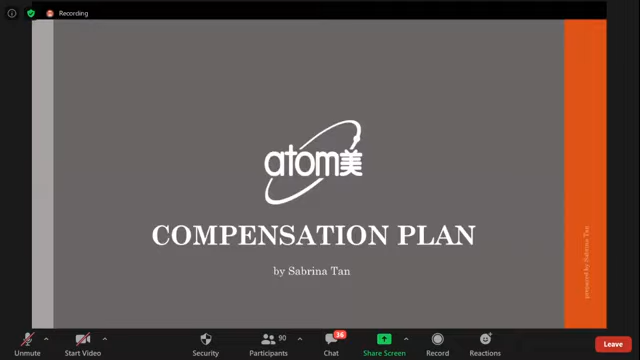 Recording
atom美
COMPENSATION PLAN
by Sabrina Tan
prepared by Sabrina Tan
Unmute
Start Video
Security
90
Participants
36
Chat
Share Screen
Record
Reactions
Leave